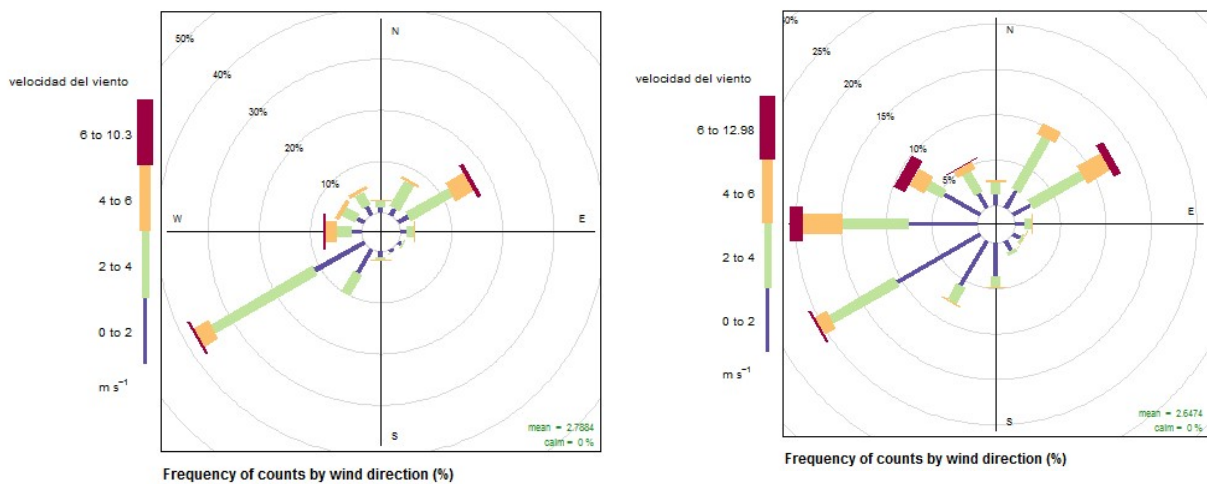 50%
N
40%
velocidad del viento
30%
6 to 10.3
20%
10%
4 to 6
W
E
2 to 4
0 to 2
m s⁻¹
S
mean = 2.7884
calm = 0 %
Frequency of counts by wind direction (%)
N
25%
velocidad del viento
20%
15%
6 to 12.98
10%
5%
4 to 6
E
2 to 4
0 to 2
m s⁻¹
S
mean = 2.6474
calm = 0 %
Frequency of counts by wind direction (%)